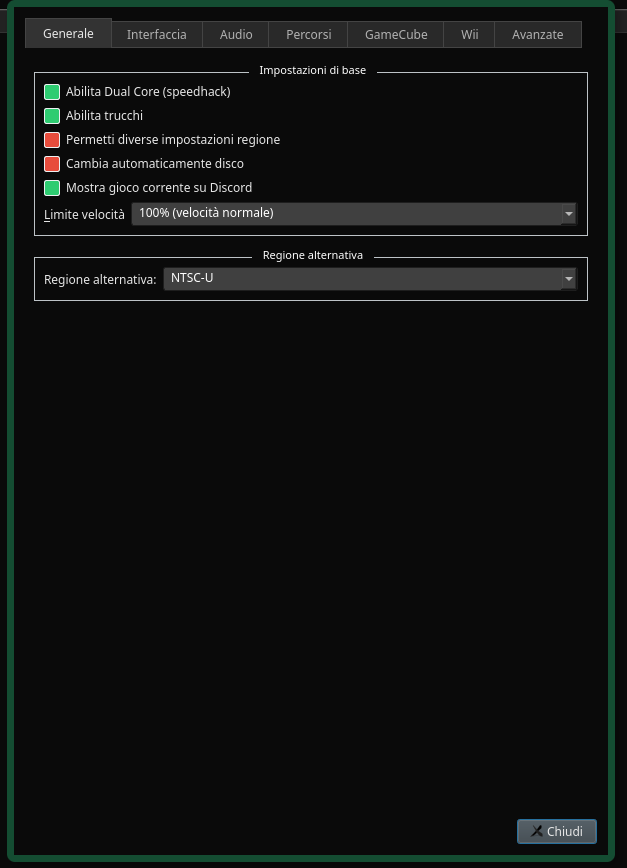 Generale Interfaccia Audio Percorsi GameCube Wii Avanzate
Impostazioni di base
Abilita Dual Core (speedhack)
Abilita trucchi
Permetti diverse impostazioni regione
Cambia automaticamente disco
Mostra gioco corrente su Discord
Limite velocità 100% (velocità normale)
Regione alternativa
Regione alternativa: NTSC-U
Chiudi